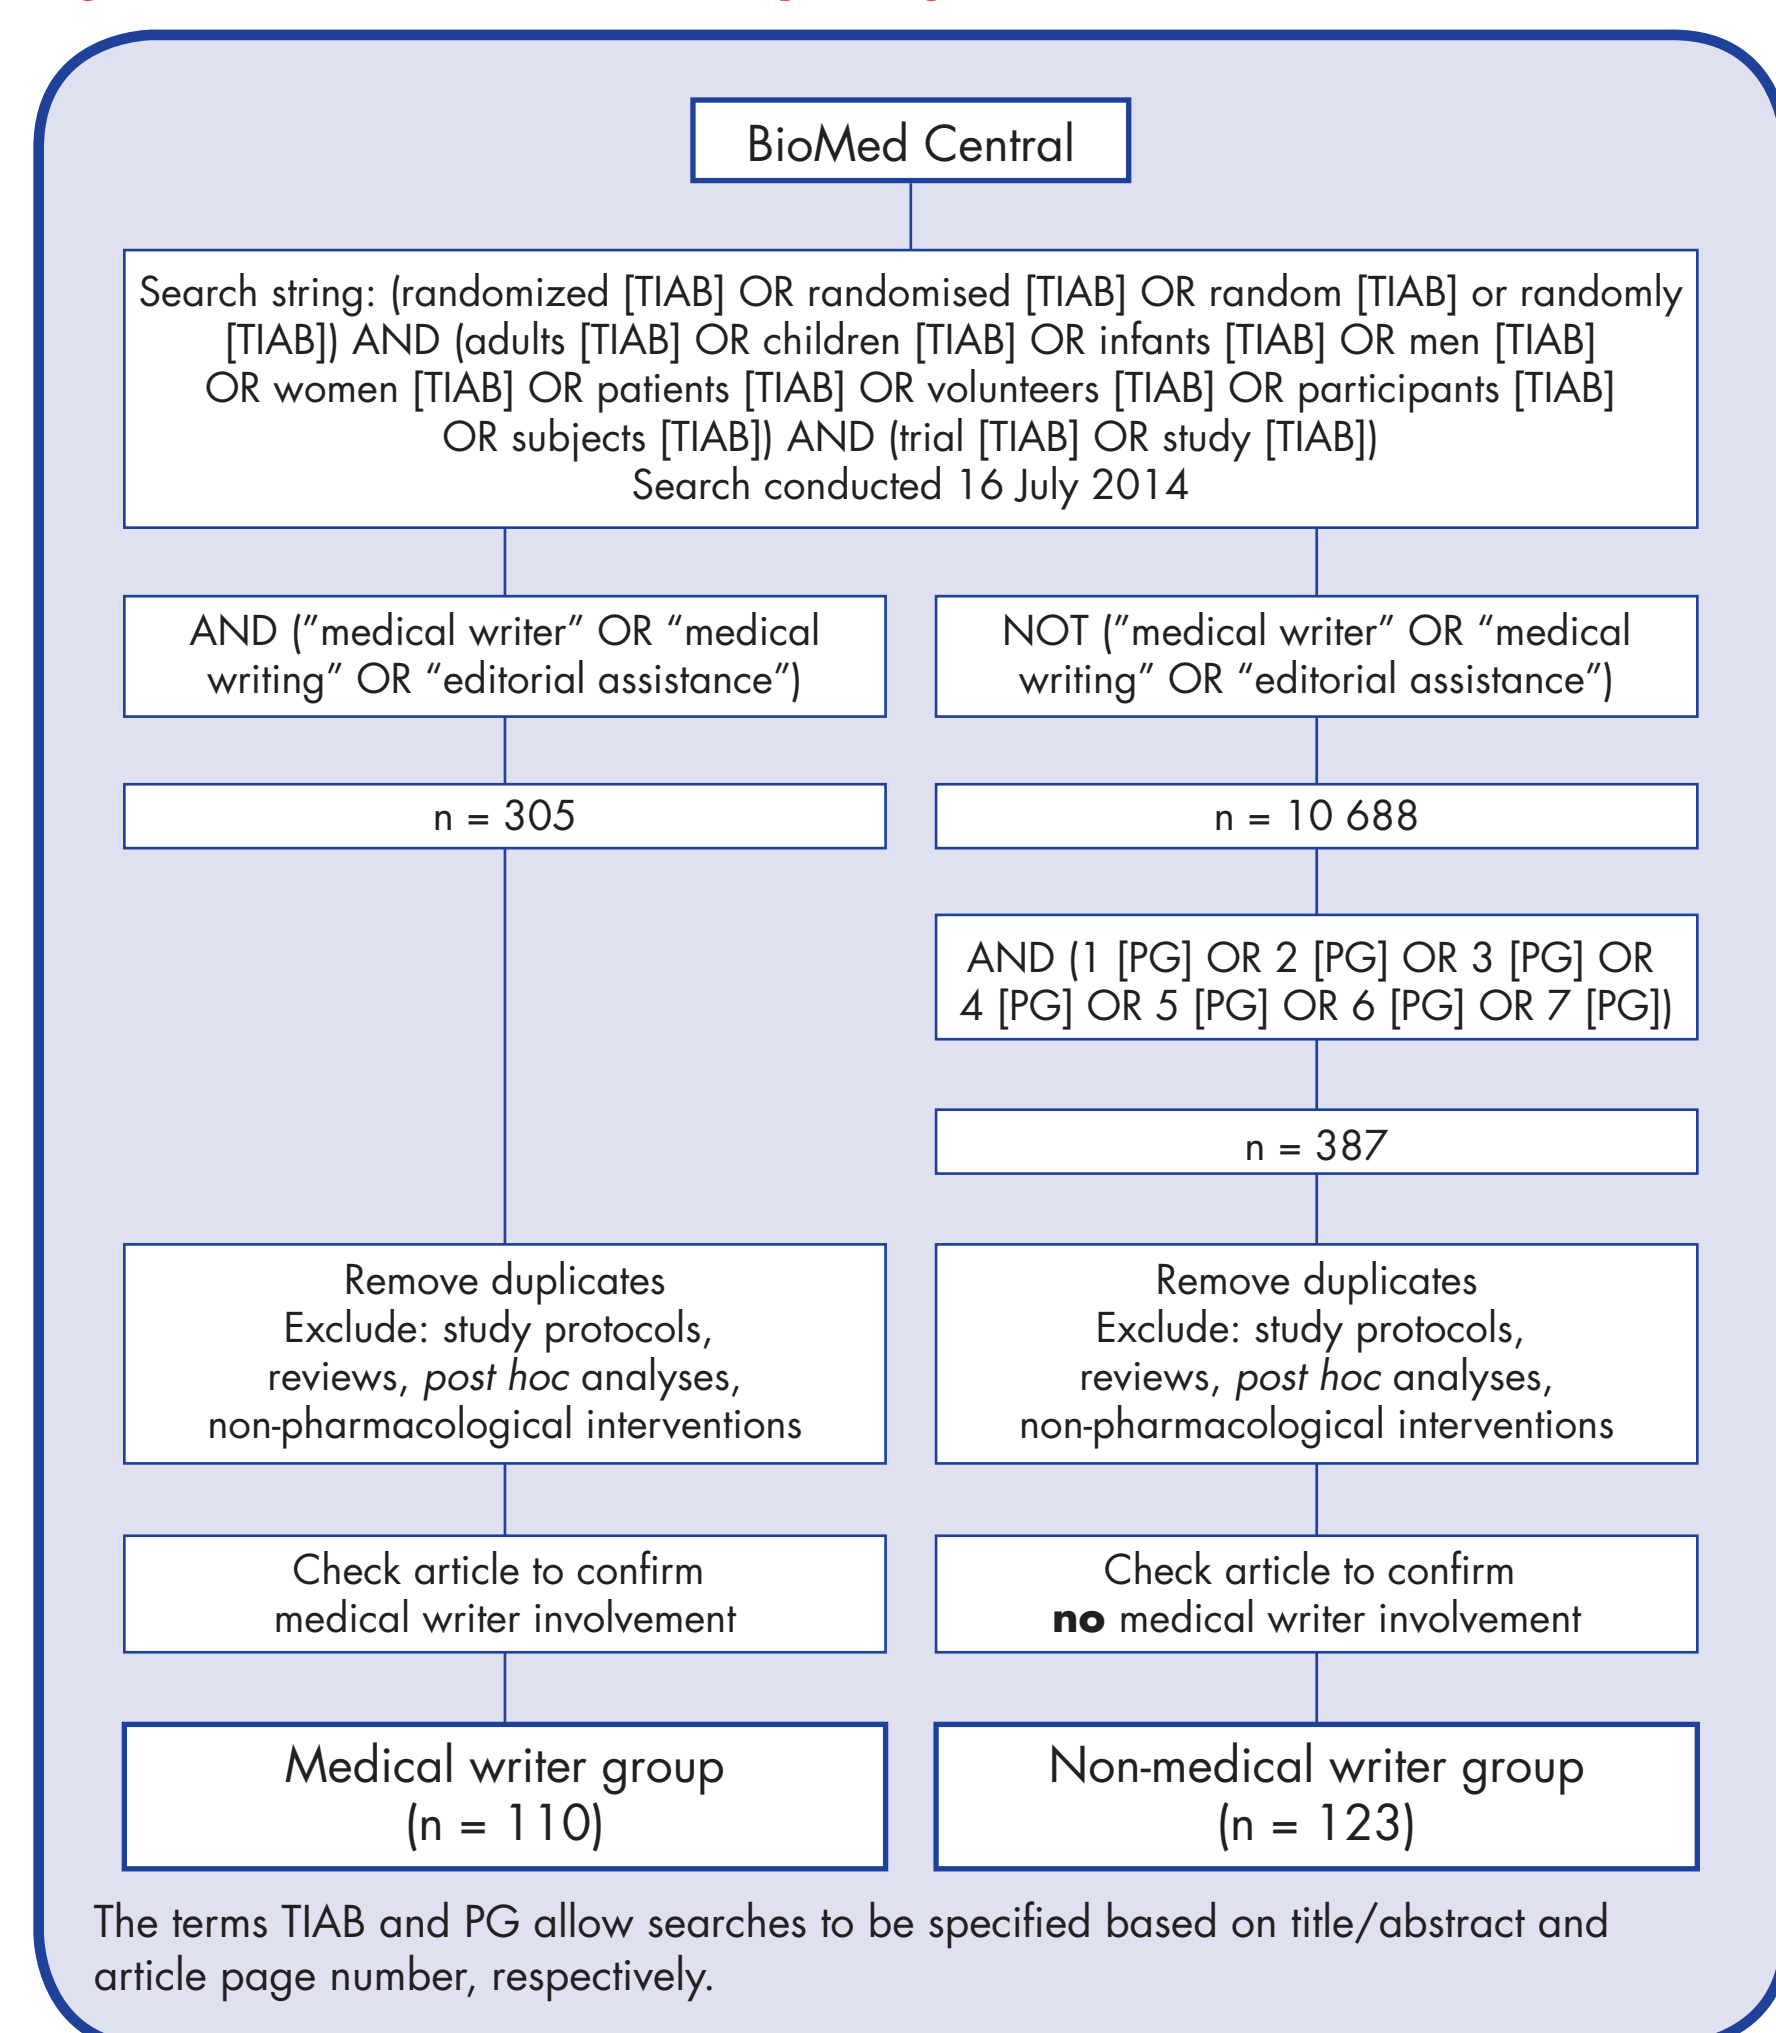 BioMed Central
Search string: (randomized [TIAB] OR randomised [TIAB] OR random [TIAB] or randomly
[TIAB]) AND (adults [TIAB] OR children [TIAB] OR infants [TIAB] OR men [TIAB]
OR women [TIAB] OR patients [TIAB] OR volunteers [TIAB] OR participants [TIAB]
OR subjects [TIAB]) AND (trial [TIAB] OR study [TIAB])
Search conducted 16 July 2014
AND (”medical writer” OR “medical
writing” OR “editorial assistance”)
NOT (”medical writer” OR “medical
writing” OR “editorial assistance”)
n = 305
n = 10 688
AND (1 [PG] OR 2 [PG] OR 3 [PG] OR
4 [PG] OR 5 [PG] OR 6 [PG] OR 7 [PG])
n = 387
Remove duplicates
Exclude: study protocols,
reviews, post hoc analyses,
non-pharmacological interventions
Remove duplicates
Exclude: study protocols,
reviews, post hoc analyses,
non-pharmacological interventions
Check article to confirm
medical writer involvement
Check article to confirm
no medical writer involvement
Medical writer group
(n = 110)
Non-medical writer group
(n = 123)
The terms TIAB and PG allow searches to be specified based on title/abstract and
article page number, respectively.